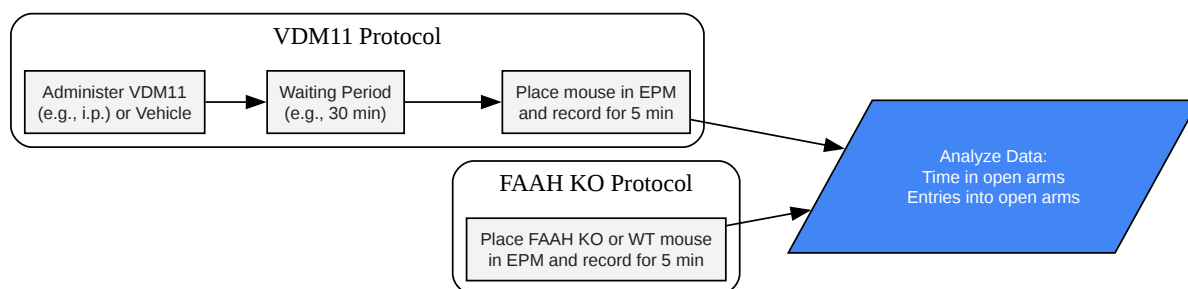 VDM11 Protocol
Administer VDM11
(e.g., i.p.) or Vehicle
Waiting Period
(e.g., 30 min)
Place mouse in EPM
and record for 5 min
FAAH KO Protocol
Place FAAH KO or WT mouse
in EPM and record for 5 min
Analyze Data:
Time in open arms
Entries into open arms